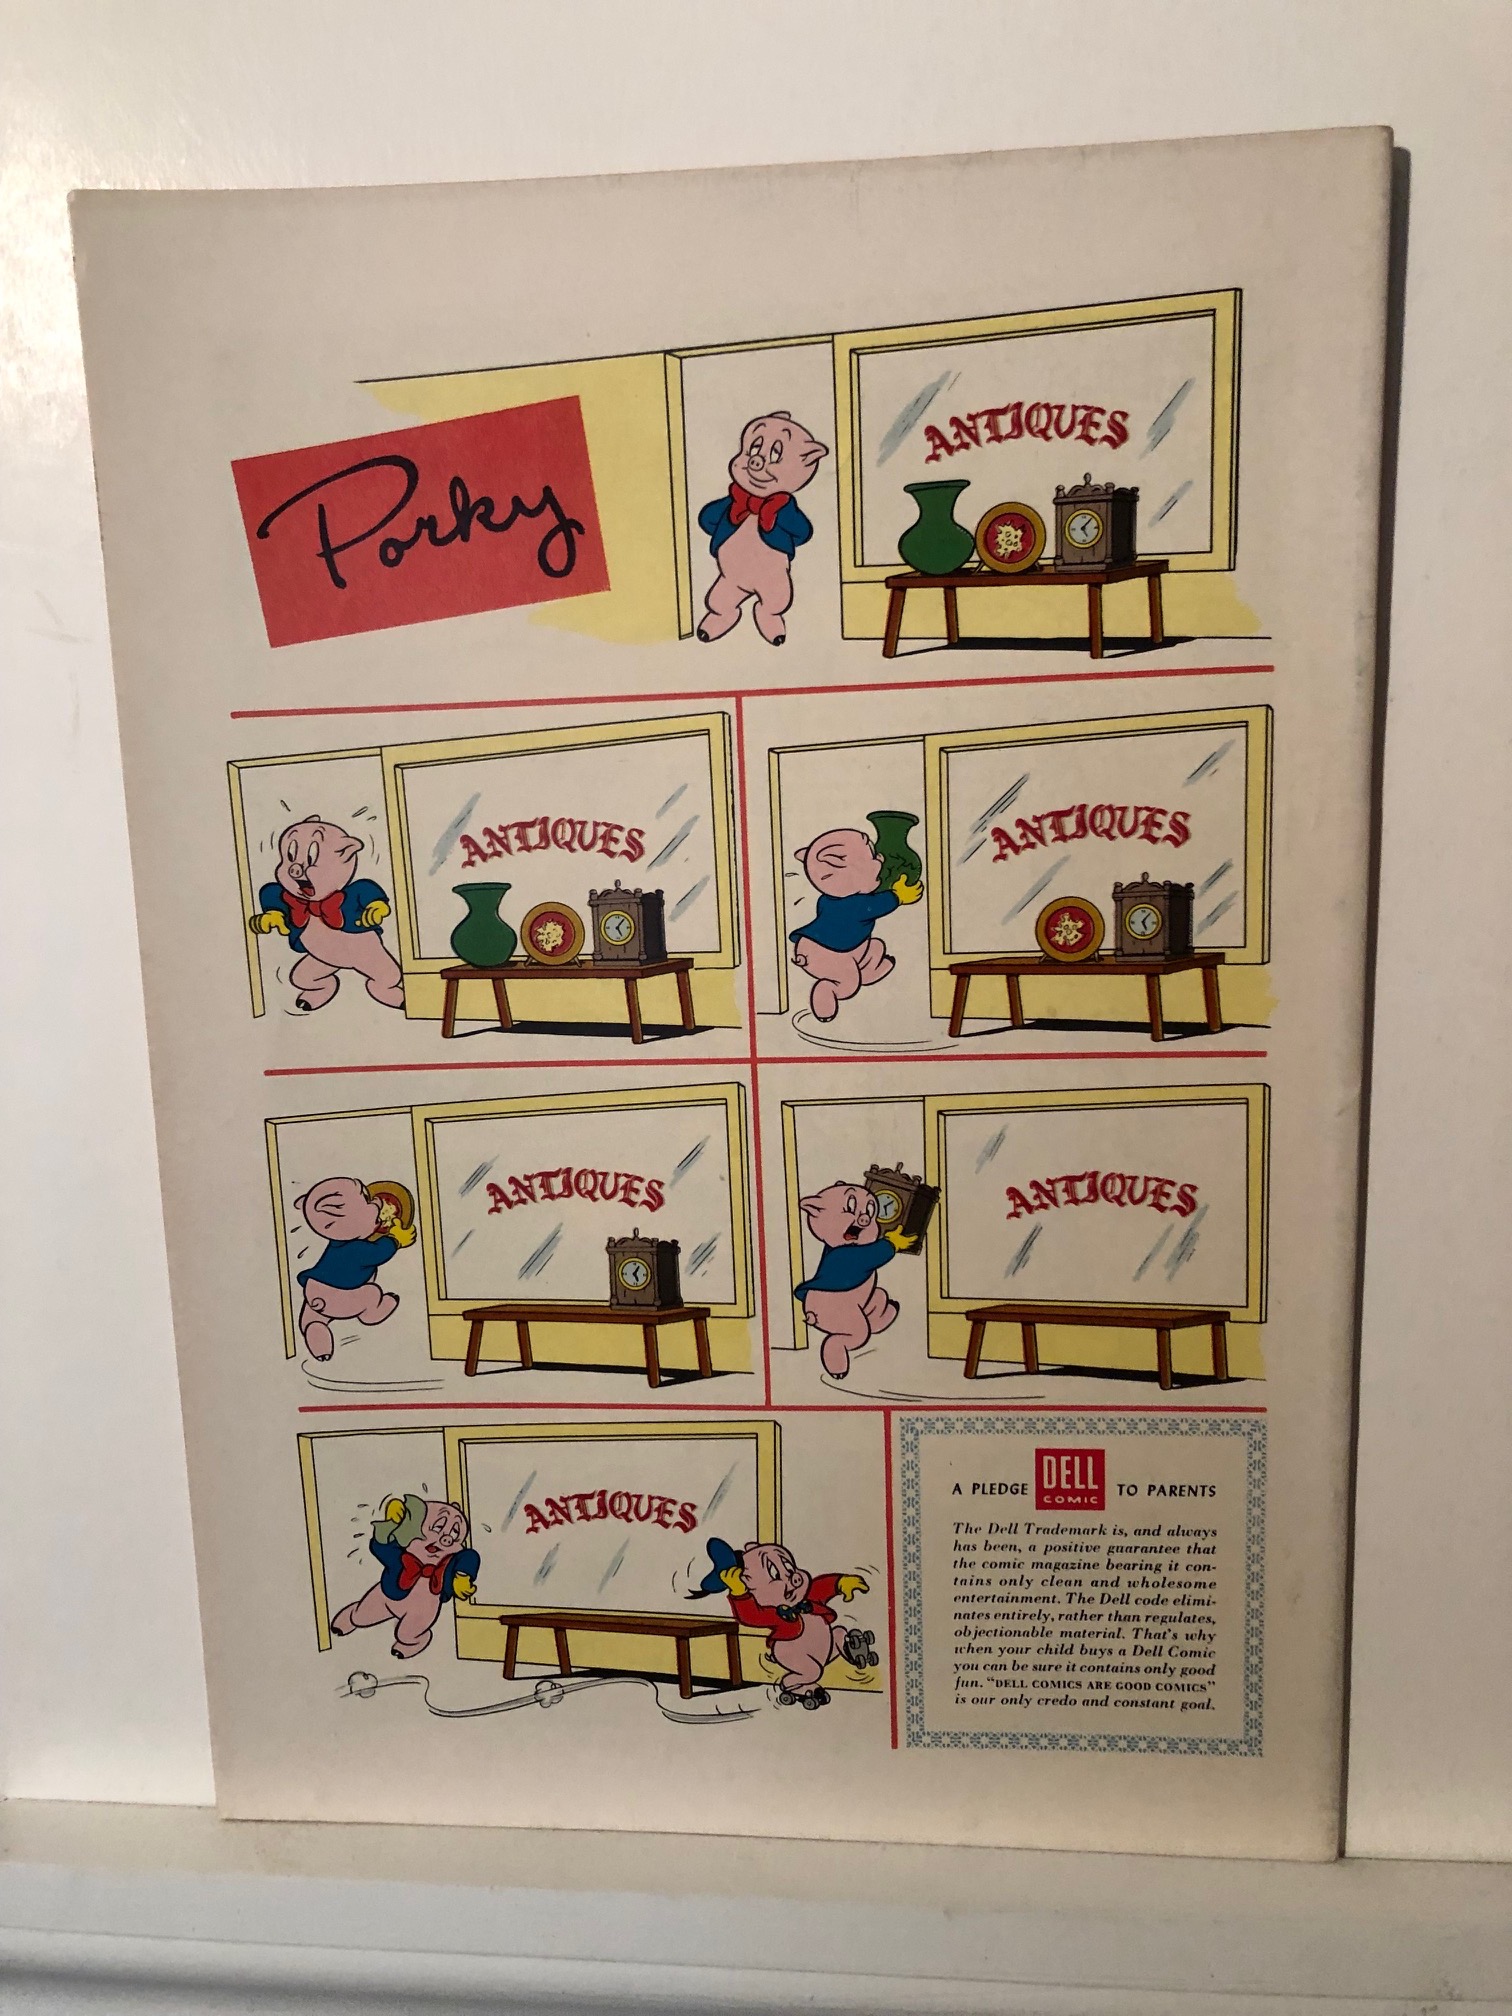 Porky
ANTIQUES
ANTIQUES
ANTIQUES
ANTIQUES
ANTIQUES
ANTIQUES
A PLEDGE DELL COMIC TO PARENTS
The Dell Trademark is, and always
has been, a positive guarantee that
the comic magazine bearing it con-
tains only clean and wholesome
entertainment. The Dell code elimi-
nates entirely, rather than regulates,
objectionable material. That's why
when your child buys a Dell Comic
you can be sure it contains only good
fun. "DELL COMICS ARE GOOD COMICS"
is our only credo and constant goal.